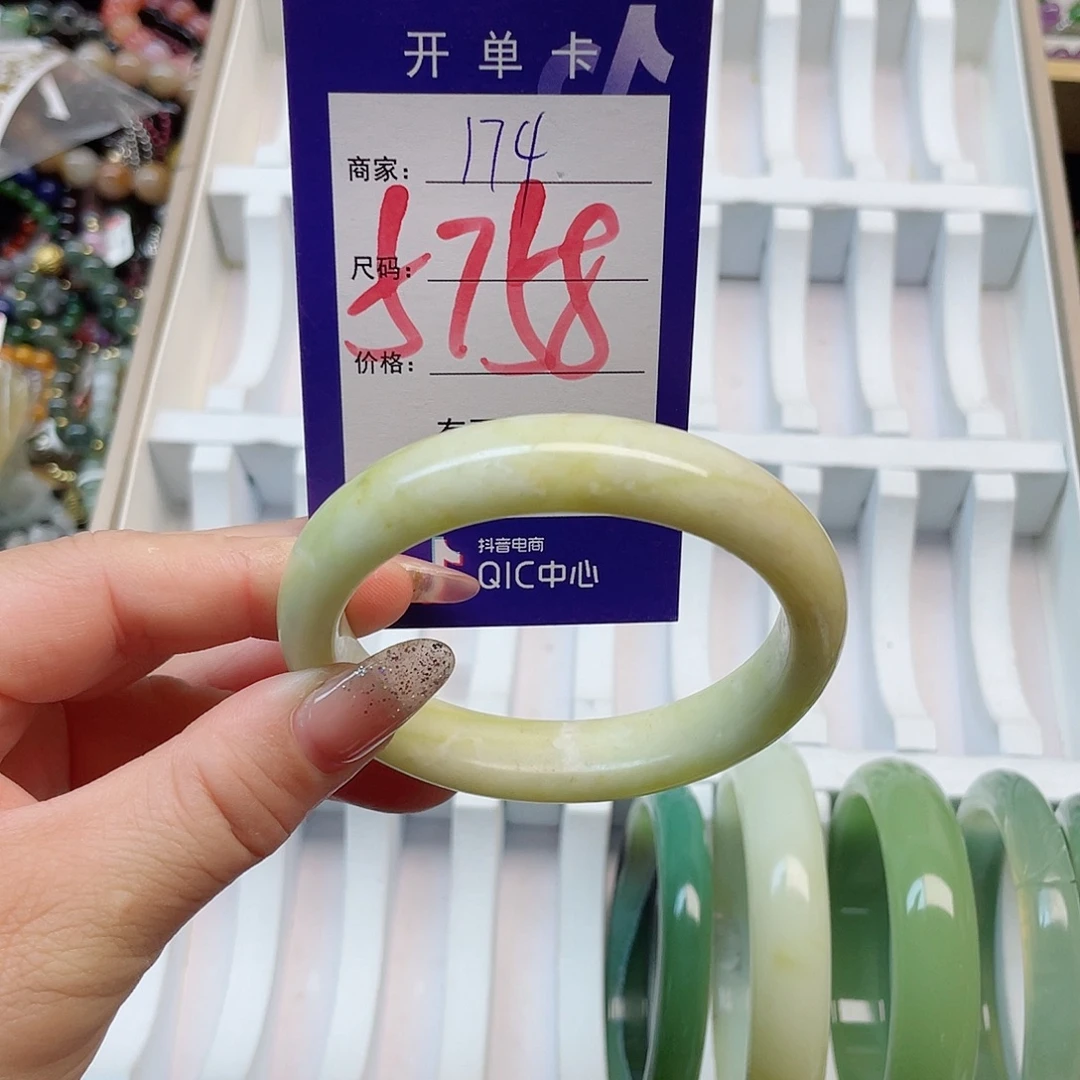 开单卡
商家： 174
尺码：
价格：
抖音电商
QIC中心